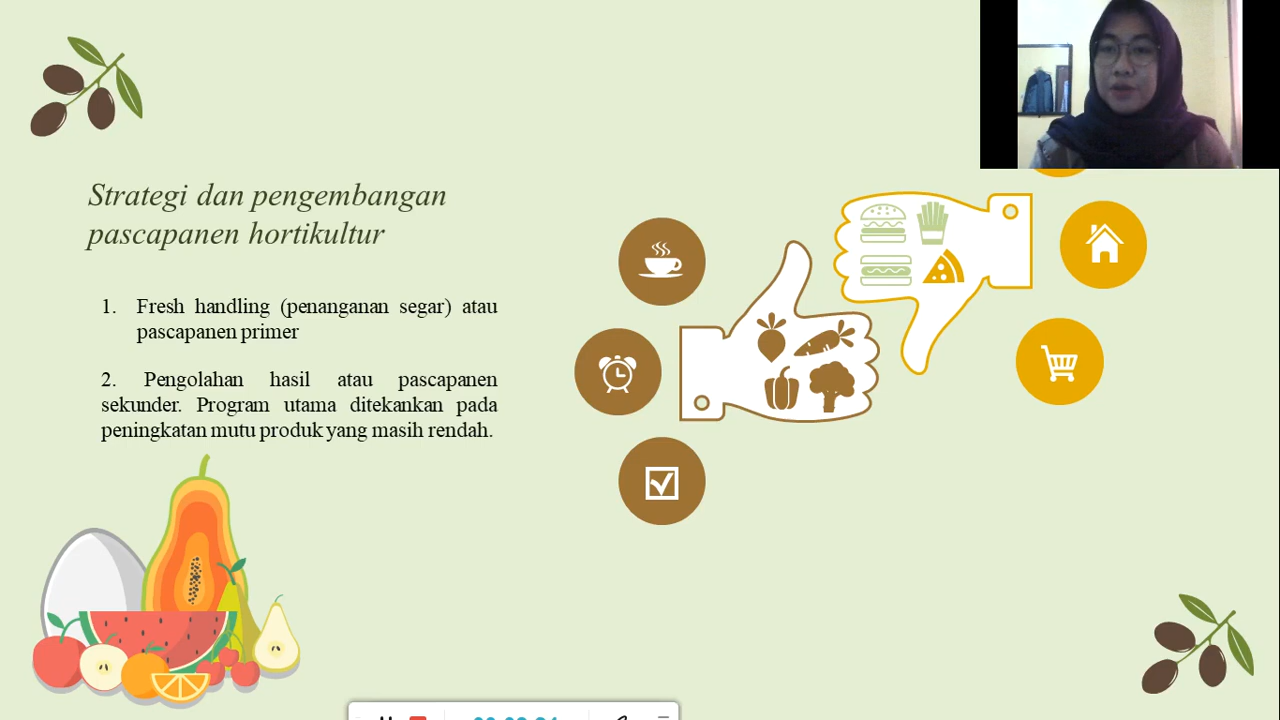 Strategi dan pengembangan
pascapanen hortikultur
1. Fresh handling (penanganan segar) atau
pascapanen primer
2. Pengolahan hasil atau pascapanen
sekunder. Program utama ditekankan pada
peningkatan mutu produk yang masih rendah.